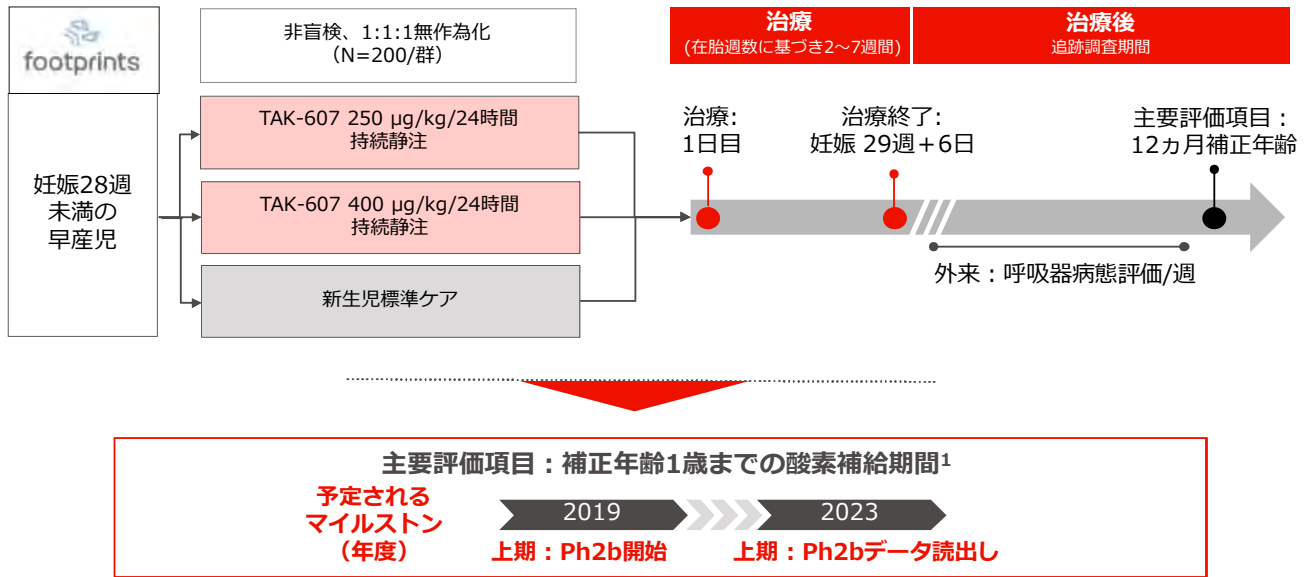 footprints
非盲検、1:1:1無作為化
（N=200/群）
治療
(在胎週数に基づき2～7週間)
治療後
追跡調査期間
妊娠28週
未満の
早産児
TAK-607 250 μg/kg/24時間
持続静注
TAK-607 400 μg/kg/24時間
持続静注
新生児標準ケア
治療:
1日目
治療終了:
妊娠 29週＋6日
主要評価項目：
12ヵ月補正年齢
外来：呼吸器病態評価/週
主要評価項目：補正年齢1歳までの酸素補給期間1
予定される
マイルストン
（年度）
2019
2023
上期：Ph2b開始
上期：Ph2bデータ読出し